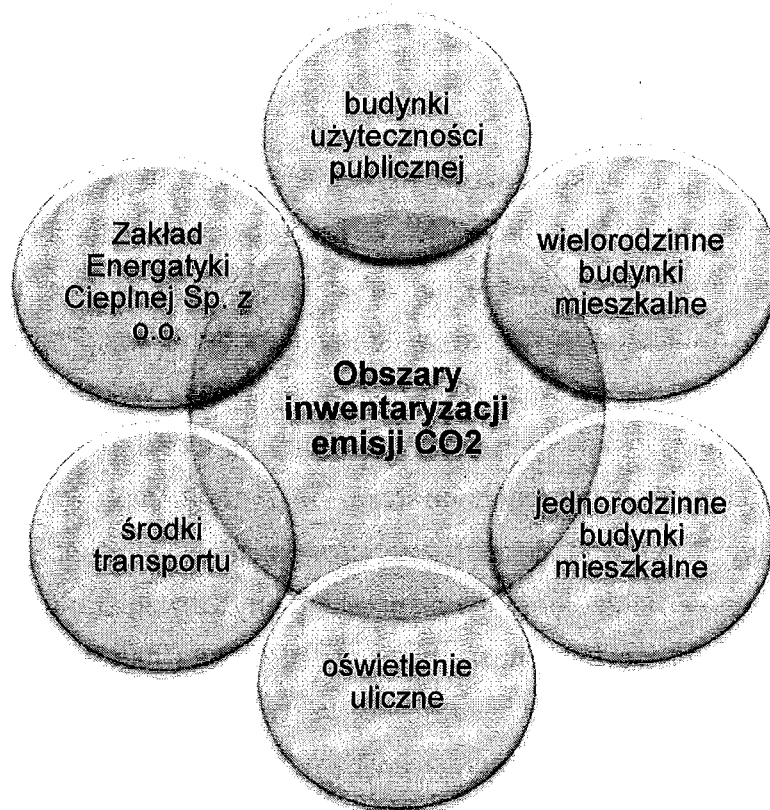 budynki
użyteczności
publicznej
wielorodzinne
budynki
mieszkalne
jednorodzinne
budynki
mieszkalne
oświetlenie
uliczne
środki
transportu
Zakład
Energatyki
Cieplnej Sp. z
o.o.
Obszary
inwentaryzacji
emisji CO2